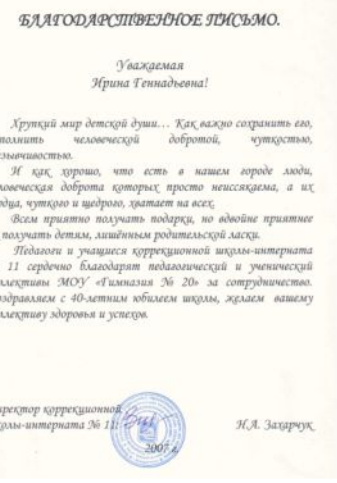 БЛАГОДАРСТВЕННОЕ ПИСЬМО.
Уважаемая
Ирина Геннадьевна!
Хрупкий мир детской души... Как важно сохранить его,
полнить человеческой добротой, чуткостью,
зывчивостью.
И как хорошо, что есть в нашем городе люди,
ловеческая доброта которых просто неиссякаема, а их
рдца, чуткого и щедрого, хватает на всех.
Всем приятно получать подарки, но вдвойне приятнее
получать детям, лишённым родительской ласки.
Педагоги и учащиеся коррекционной школы-интерната
11 сердечно благодарят педагогический и ученический
ллективы МОУ «Гимназия № 20» за сотрудничество.
оздравляем с 40-летним юбилеем школы, желаем вашему
ллективу здоровья и успехов.
иректор коррекционной
колы-интерната № 11: Н.А. Захарчук
2007 г.